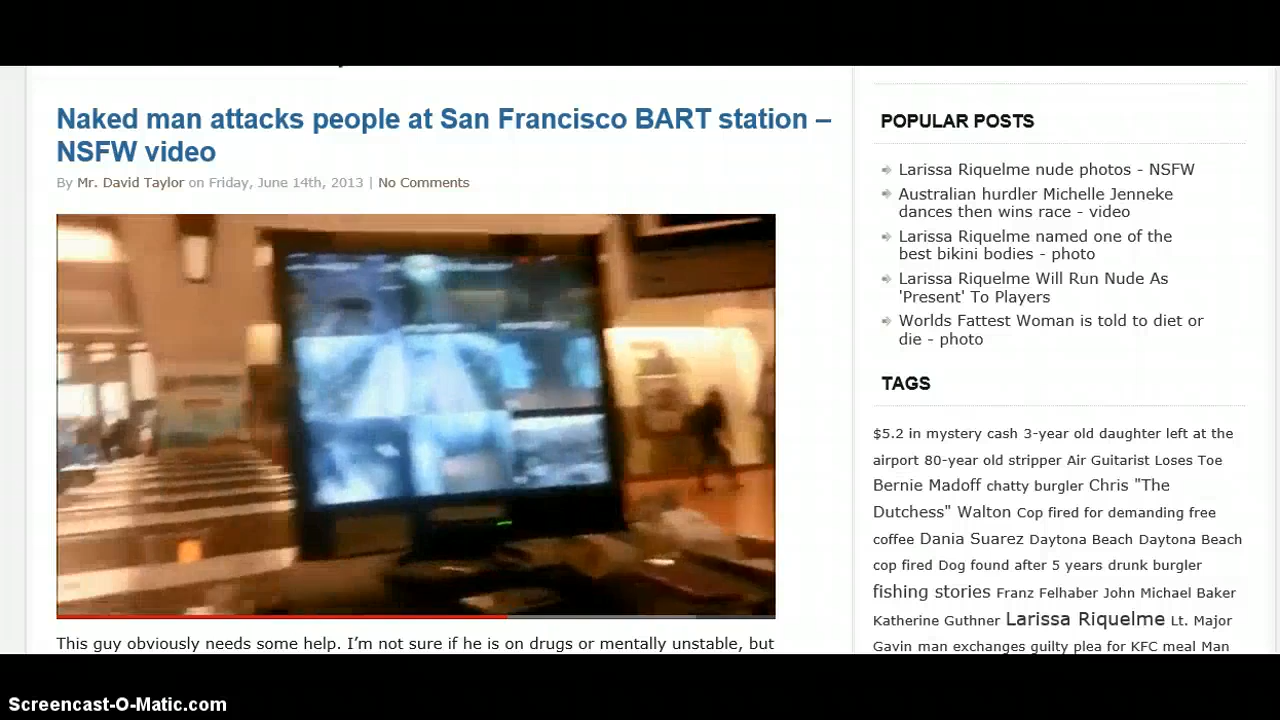 Naked man attacks people at San Francisco BART station –
NSFW video
By Mr. David Taylor on Friday, June 14th, 2013 | No Comments
This guy obviously needs some help. I’m not sure if he is on drugs or mentally unstable, but
POPULAR POSTS
Larissa Riquelme nude photos - NSFW
Australian hurdler Michelle Jenneke
dances then wins race - video
Larissa Riquelme named one of the
best bikini bodies - photo
Larissa Riquelme Will Run Nude As
'Present' To Players
Worlds Fattest Woman is told to diet or
die - photo
TAGS
$5.2 in mystery cash 3-year old daughter left at the
airport 80-year old stripper Air Guitarist Loses Toe
Bernie Madoff chatty burgler Chris "The
Dutchess" Walton Cop fired for demanding free
coffee Dania Suarez Daytona Beach Daytona Beach
cop fired Dog found after 5 years drunk burgler
fishing stories Franz Felhaber John Michael Baker
Katherine Guthner Larissa Riquelme Lt. Major
Gavin man exchanges guilty plea for KFC meal Man
Screencast-O-Matic.com